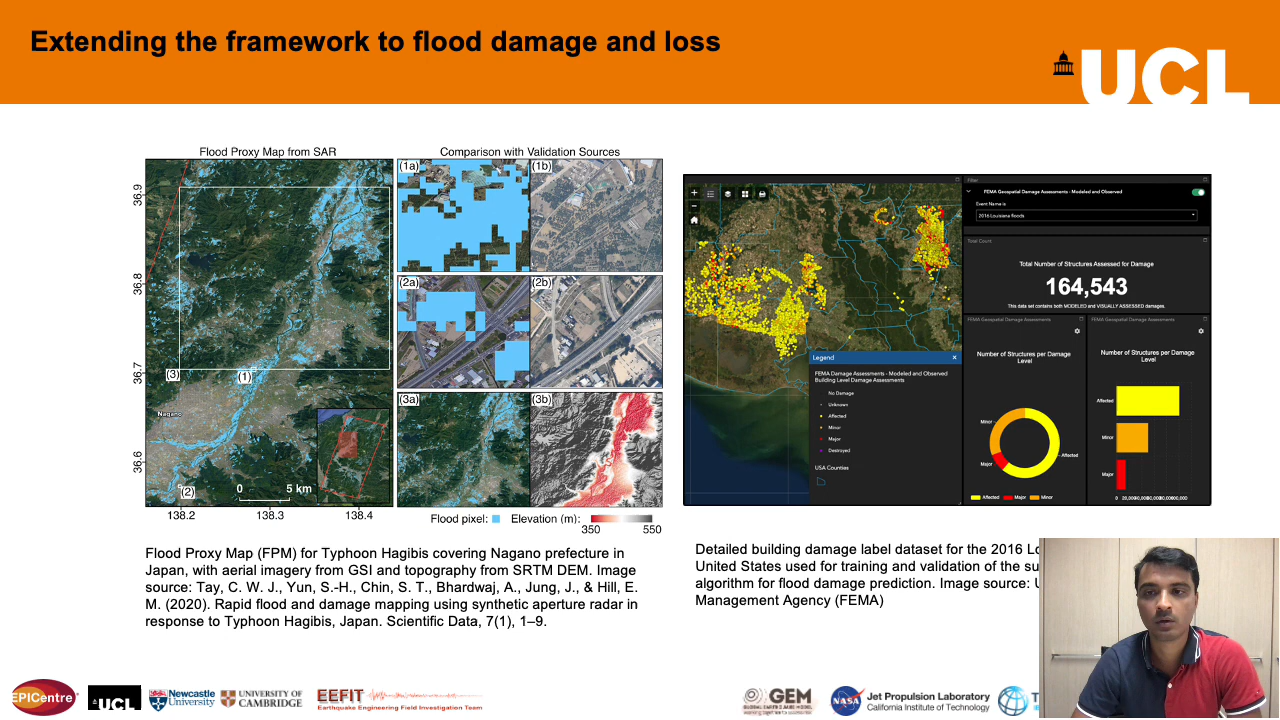 Extending the framework to flood damage and loss
UCL
Flood Proxy Map from SAR
Comparison with Validation Sources
36.9
36.8
36.7
36.6
138.2
138.3
138.4
(3)
(1)
(2)
Nagano
0
5 km
(1a)
(1b)
(2a)
(2b)
(3a)
(3b)
Flood pixel:
Elevation (m):
350
550
Flood Proxy Map (FPM) for Typhoon Hagibis covering Nagano prefecture in
Japan, with aerial imagery from GSI and topography from SRTM DEM. Image
source: Tay, C. W. J., Yun, S.-H., Chin, S. T., Bhardwaj, A., Jung, J., & Hill, E.
M. (2020). Rapid flood and damage mapping using synthetic aperture radar in
response to Typhoon Hagibis, Japan. Scientific Data, 7(1), 1–9.
Filter
FEMA Geospatial Damage Assessments - Modeled and Observed
Event Name is
2016 Louisiana floods
Total Count
Total Number of Structures Assessed for Damage
164,543
This data set contains both MODELED and VISUALLY ASSESSED damages.
Legend
FEMA Damage Assessments - Modeled and Observed
Building Level Damage Assessments
No Damage
Unknown
Affected
Minor
Major
Destroyed
USA Counties
FEMA Geospatial Damage Assessments
Number of Structures per Damage
Level
Minor
Major
Affected
Affected
Major
Minor
FEMA Geospatial Damage Assessments
Number of Structures per Damage
Level
Affected
Minor
Major
0
Detailed building damage label dataset for the 2016
United States used for training and validation of the
algorithm for flood damage prediction. Image source:
Management Agency (FEMA)
EPICentre
UCL
Newcastle
University
UNIVERSITY OF
CAMBRIDGE
EEFIT
Earthquake Engineering Field Investigation Team
GEM
GLOBAL EARTHQUAKE MODEL
NASA
Jet Propulsion Laboratory
California Institute of Technology